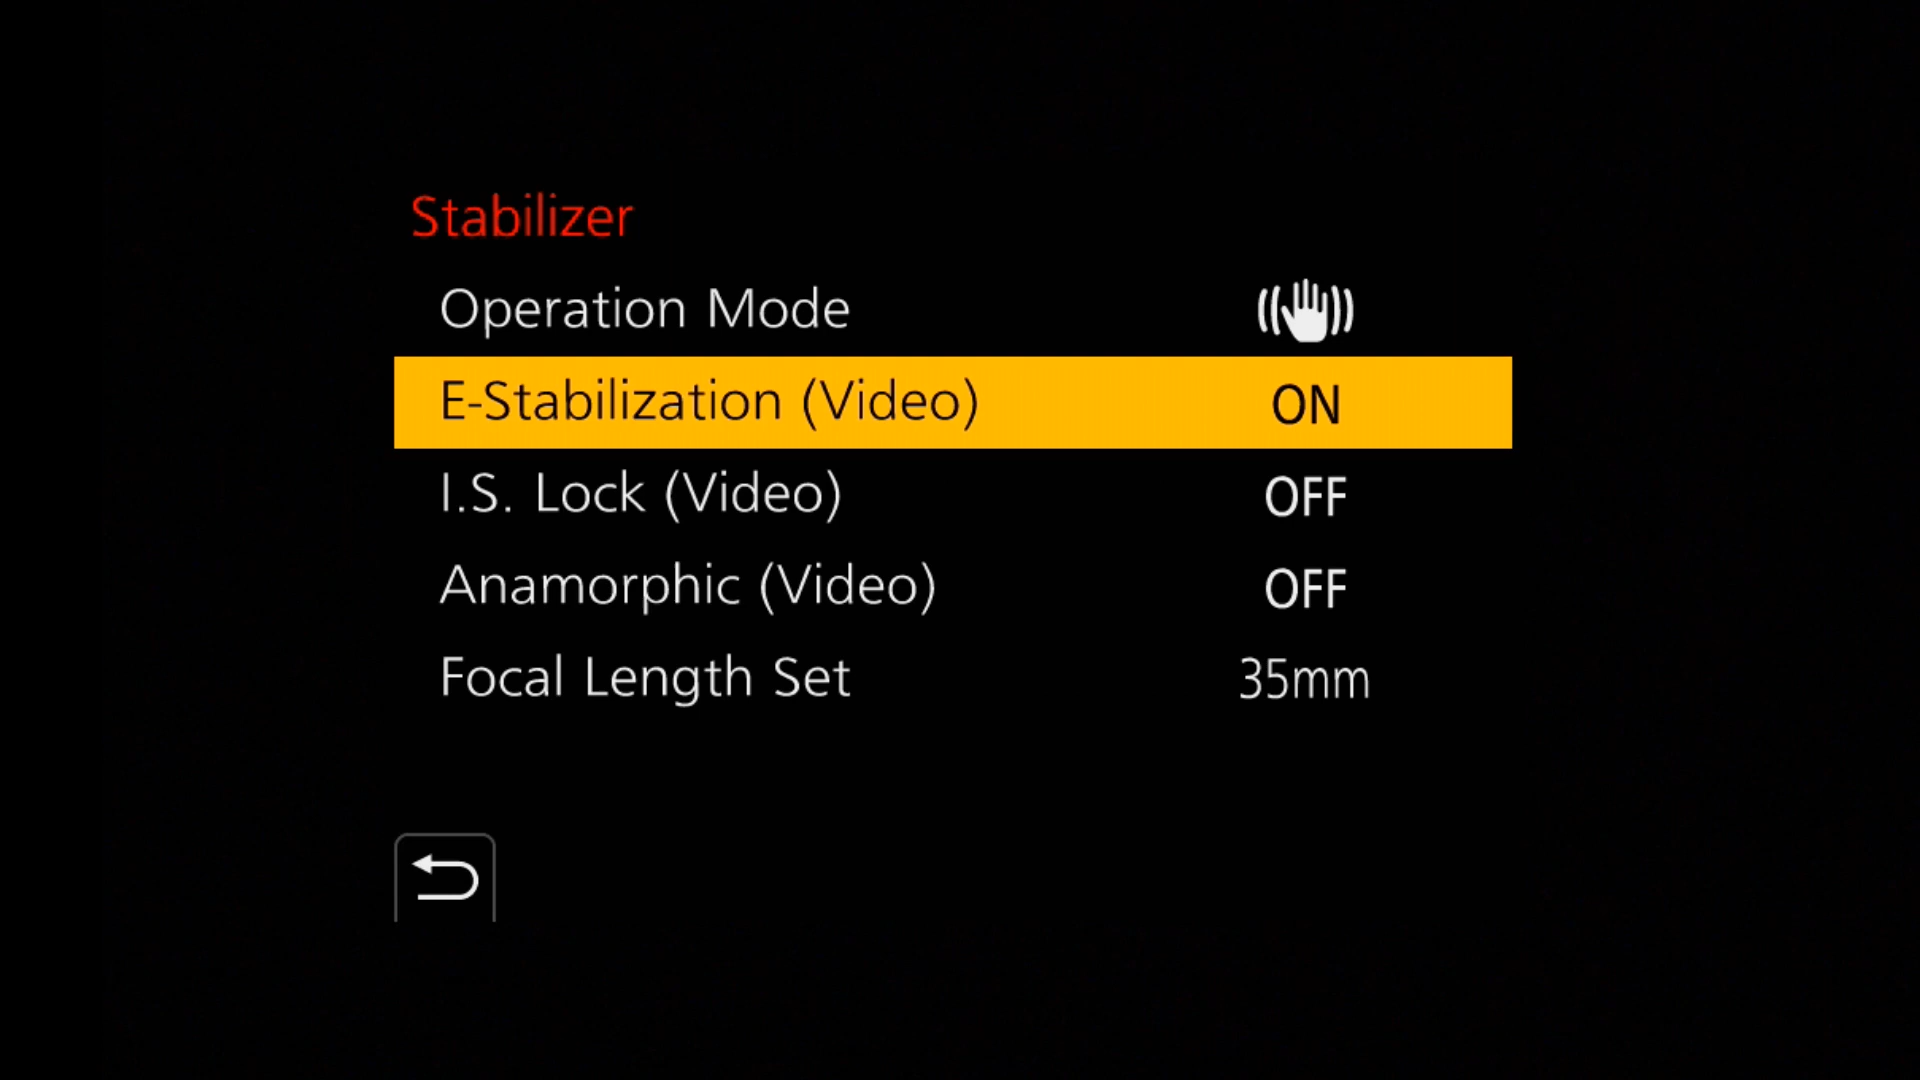 Stabilizer
Operation Mode
E-Stabilization (Video) ON
I.S. Lock (Video) OFF
Anamorphic (Video) OFF
Focal Length Set 35mm